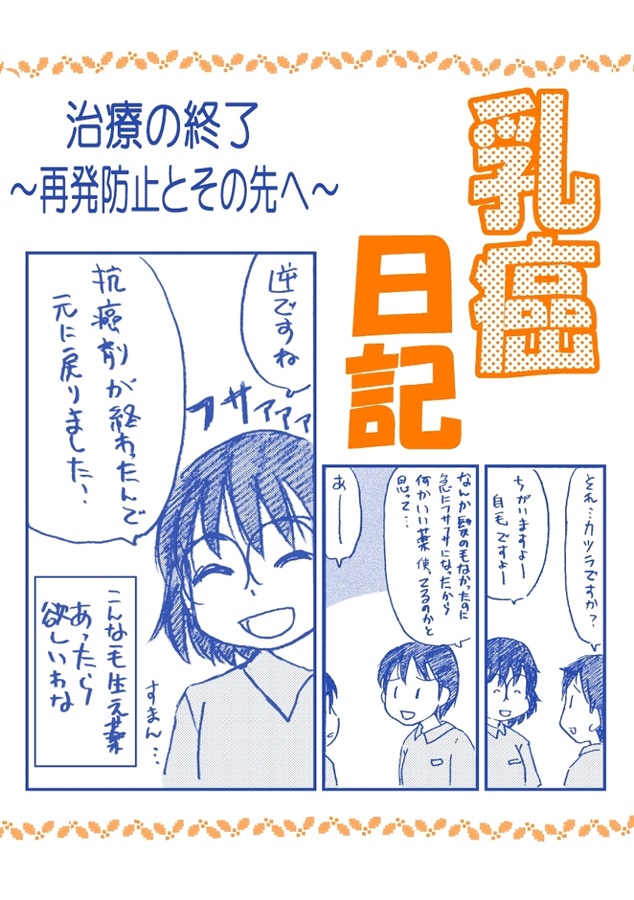 乳癌
日記
治療の終了
~再発防止とその先へ~
それ…カツラですか?
ちがいますよー
自毛ですよー
なんか髪の毛なかったのに
急にフサフサになったから
何かいい薬使ってるのかと
思って…
あー
逆ですね
フサァァァ
抗癌剤が終わったんで
元に戻りました?
すまん…
こんな毛生え薬
あったら
欲しいわな